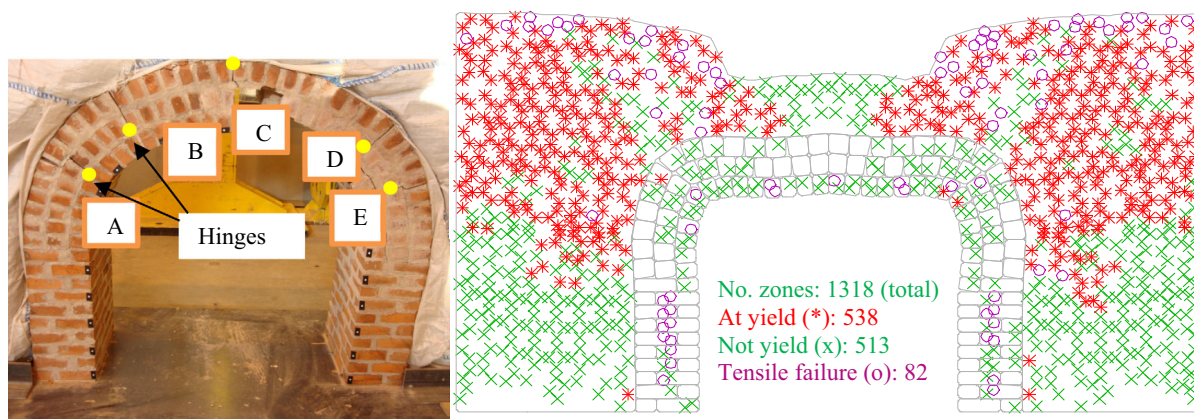 C
B
D
A
E
Hinges
No. zones: 1318 (total)
At yield (*): 538
Not yield (x): 513
Tensile failure (o): 82